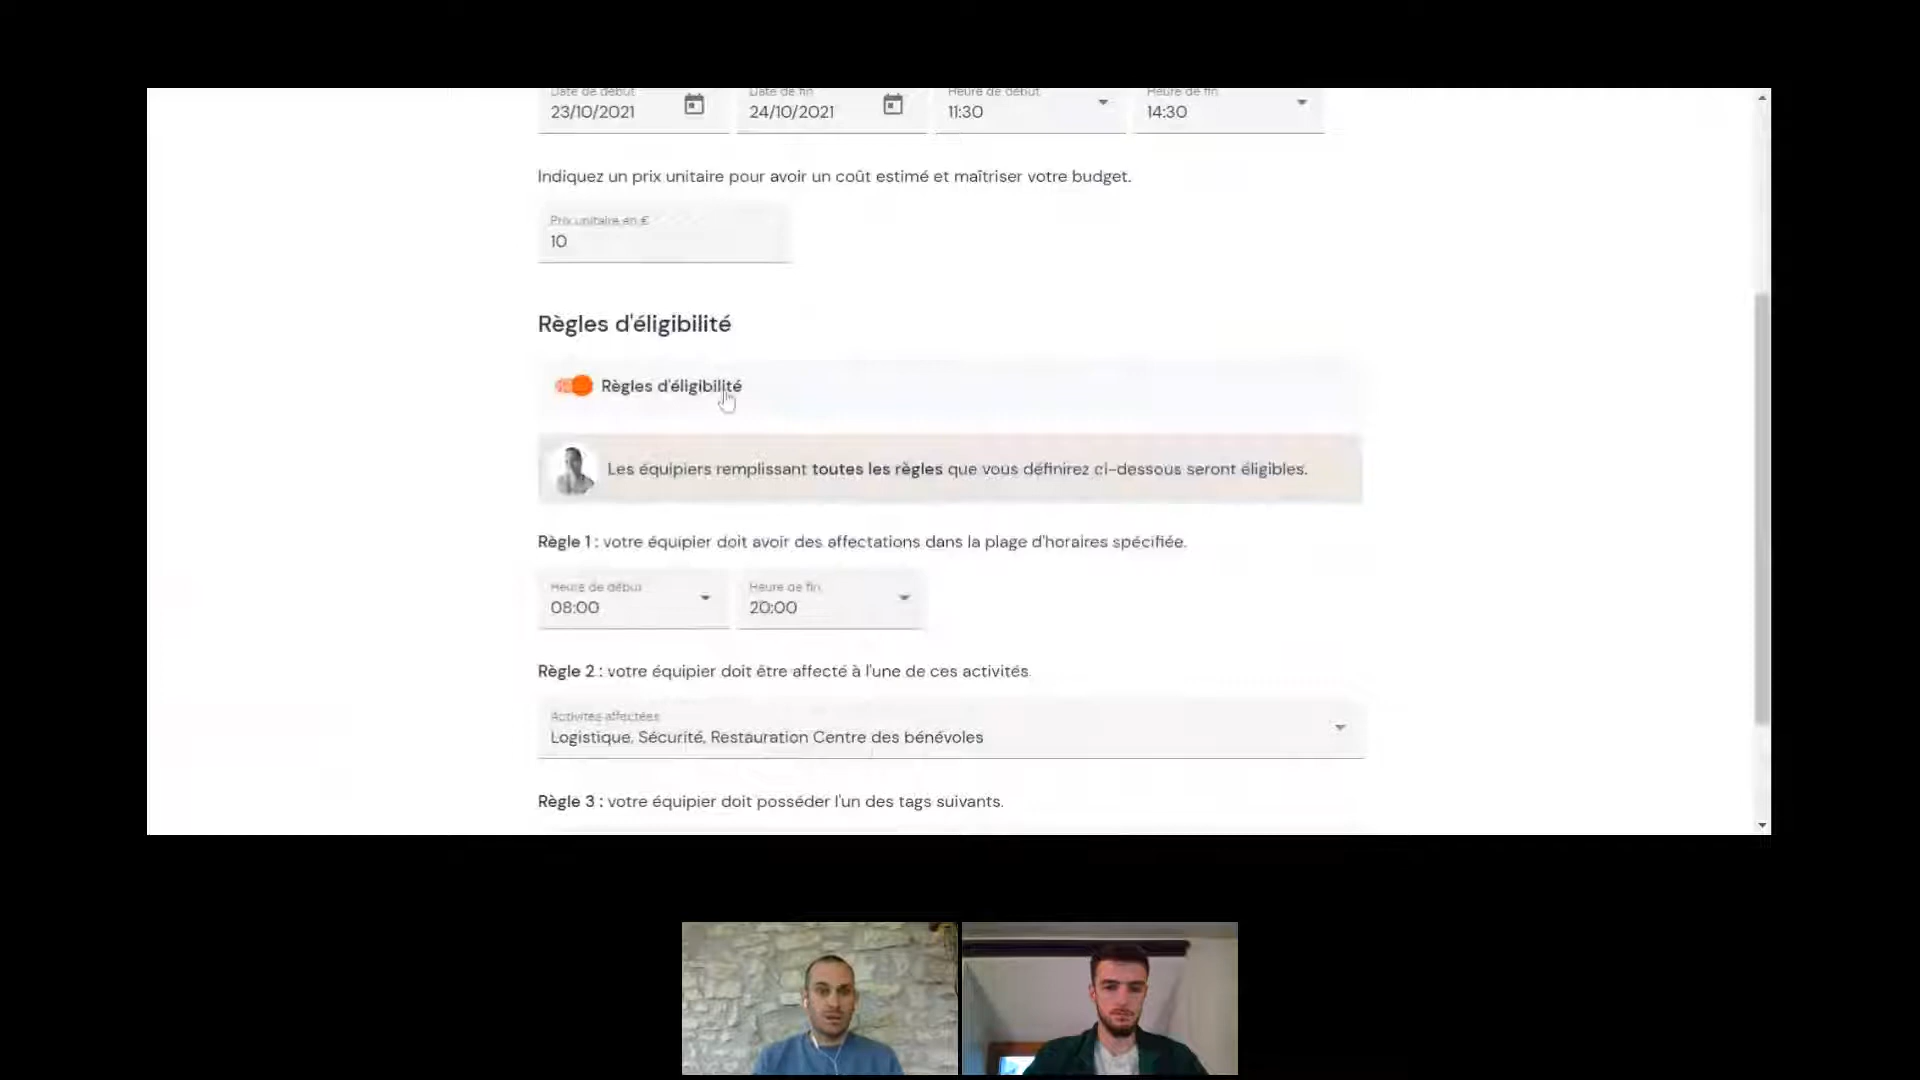 Date de début Date de fin Heure de début Heure de fin
23/10/2021 24/10/2021 11:30 14:30
Indiquez un prix unitaire pour avoir un coût estimé et maîtriser votre budget.
Prix unitaire en €
10
Règles d'éligibilité
Règles d'éligibilité
Les équipiers remplissant toutes les règles que vous définirez ci-dessous seront éligibles.
Règle 1 : votre équipier doit avoir des affectations dans la plage d'horaires spécifiée.
Heure de début Heure de fin
08:00 20:00
Règle 2 : votre équipier doit être affecté à l'une de ces activités.
Activités affectées
Logistique, Sécurité, Restauration Centre des bénévoles
Règle 3 : votre équipier doit posséder l'un des tags suivants.